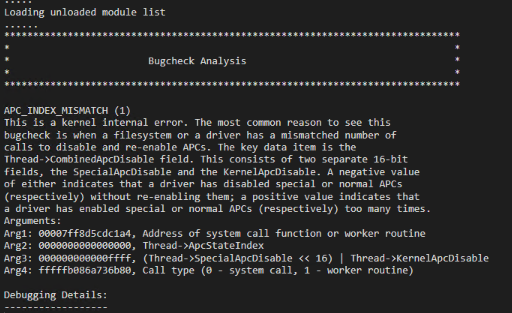 .....
Loading unloaded module list
......
*******************************************************************************
* *
* Bugcheck Analysis *
* *
*******************************************************************************
APC_INDEX_MISMATCH (1)
This is a kernel internal error. The most common reason to see this
bugcheck is when a filesystem or a driver has a mismatched number of
calls to disable and re-enable APCs. The key data item is the
Thread->CombinedApcDisable field. This consists of two separate 16-bit
fields, the SpecialApcDisable and the KernelApcDisable. A negative value
of either indicates that a driver has disabled special or normal APCs
(respectively) without re-enabling them; a positive value indicates that
a driver has enabled special or normal APCs (respectively) too many times.
Arguments:
Arg1: 00007ff8d5cdc1a4, Address of system call function or worker routine
Arg2: 0000000000000000, Thread->ApcStateIndex
Arg3: 000000000000ffff, (Thread->SpecialApcDisable << 16) | Thread->KernelApcDisable
Arg4: fffffb086a736b80, Call type (0 - system call, 1 - worker routine)
Debugging Details:
------------------